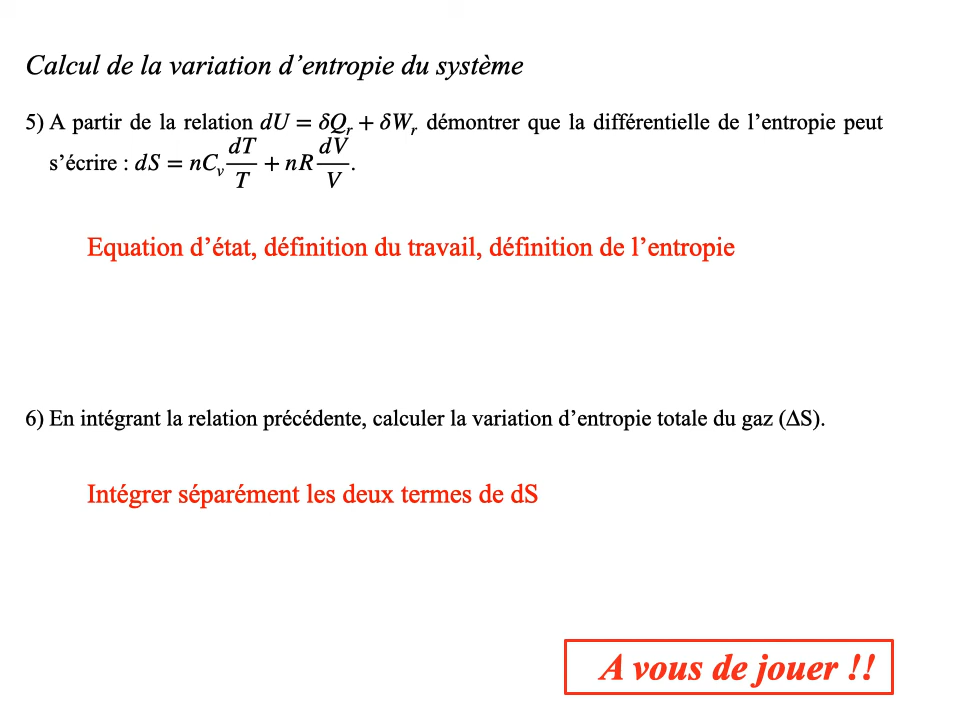 Calcul de la variation d’entropie du système
5) A partir de la relation dU = δQᵣ + δWᵣ démontrer que la différentielle de l’entropie peut
s’écrire : dS = nCᵥ dT/T + nR dV/V.
Equation d’état, définition du travail, définition de l’entropie
6) En intégrant la relation précédente, calculer la variation d’entropie totale du gaz (ΔS).
Intégrer séparément les deux termes de dS
A vous de jouer !!